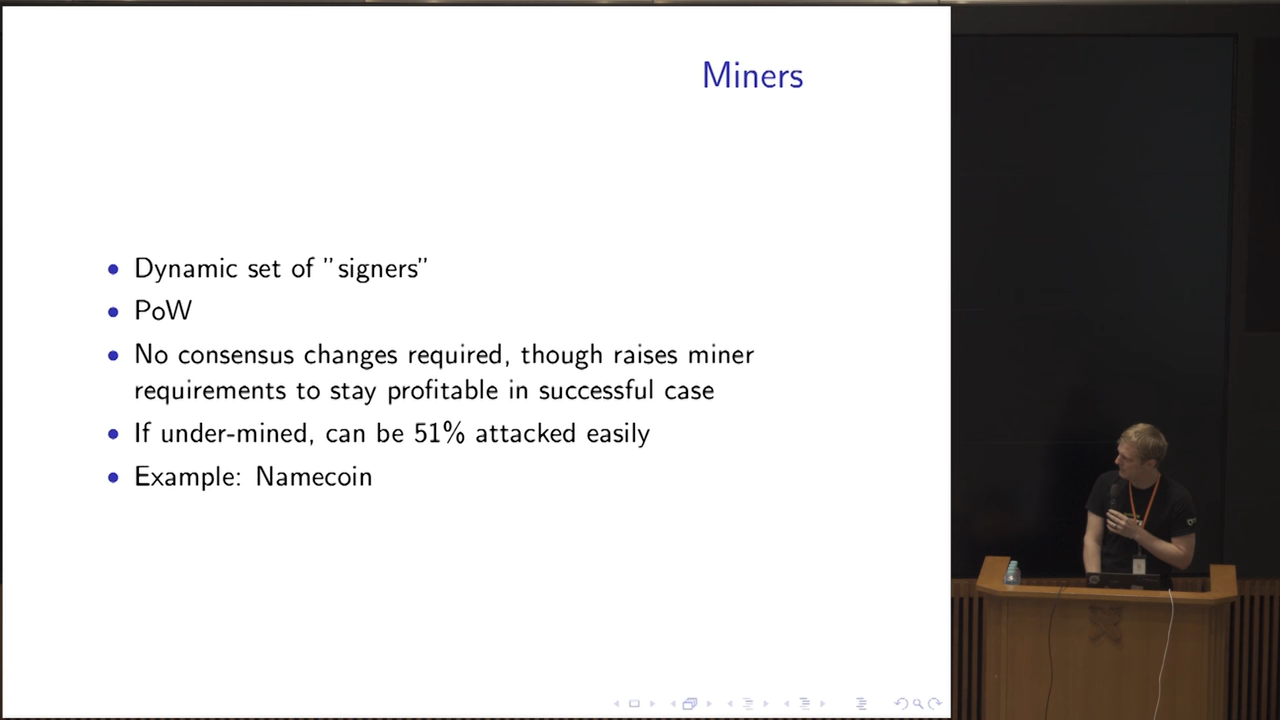 Miners
• Dynamic set of "signers"
• PoW
• No consensus changes required, though raises miner
requirements to stay profitable in successful case
• If under-mined, can be 51% attacked easily
• Example: Namecoin